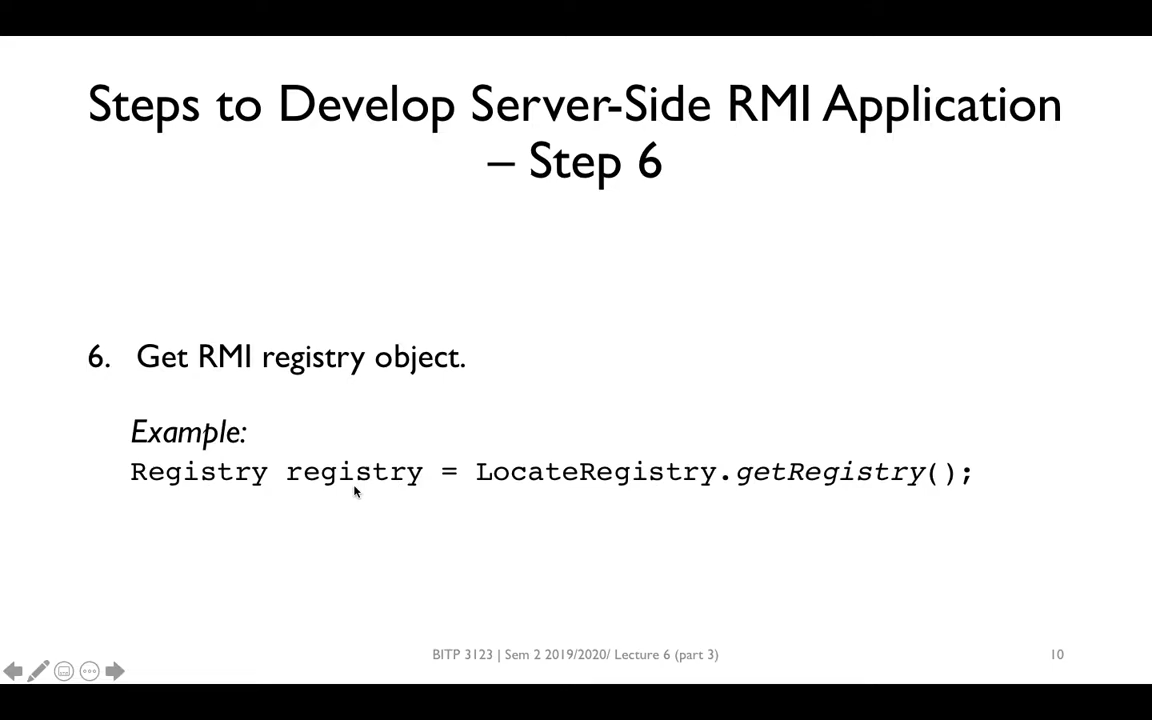 Steps to Develop Server-Side RMI Application
– Step 6
6. Get RMI registry object.
Example:
Registry registry = LocateRegistry.getRegistry();
BITP 3123 | Sem 2 2019/2020/ Lecture 6 (part 3)
10